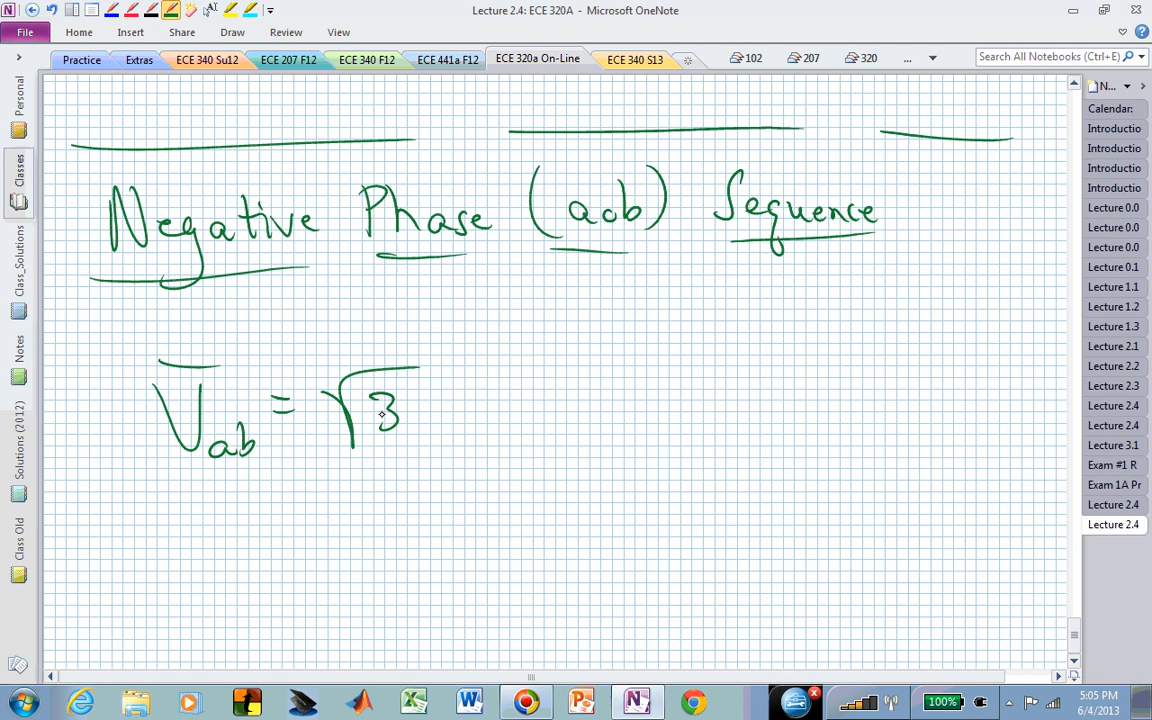 Lecture 2.4: ECE 320A - Microsoft OneNote
File Home Insert Share Draw Review View
Practice Extras ECE 340 Su12 ECE 207 F12 ECE 340 F12 ECE 441a F12 ECE 320a On-Line ECE 340 S13 102 207 320 ... Search All Notebooks (Ctrl+E)
Personal
Classes
Class_Solutions
Notes
Solutions (2012)
Class Old
Negative Phase (acb) Sequence
V̅ab = √3
N...
Calendar:
Introductio
Introductio
Introductio
Introductio
Lecture 0.0
Lecture 0.0
Lecture 0.0
Lecture 0.1
Lecture 1.1
Lecture 1.2
Lecture 1.3
Lecture 2.1
Lecture 2.2
Lecture 2.3
Lecture 2.4
Lecture 2.4
Lecture 3.1
Exam #1 R
Exam 1A Pr
Lecture 2.4
Lecture 2.4
100%
5:05 PM
6/4/2013